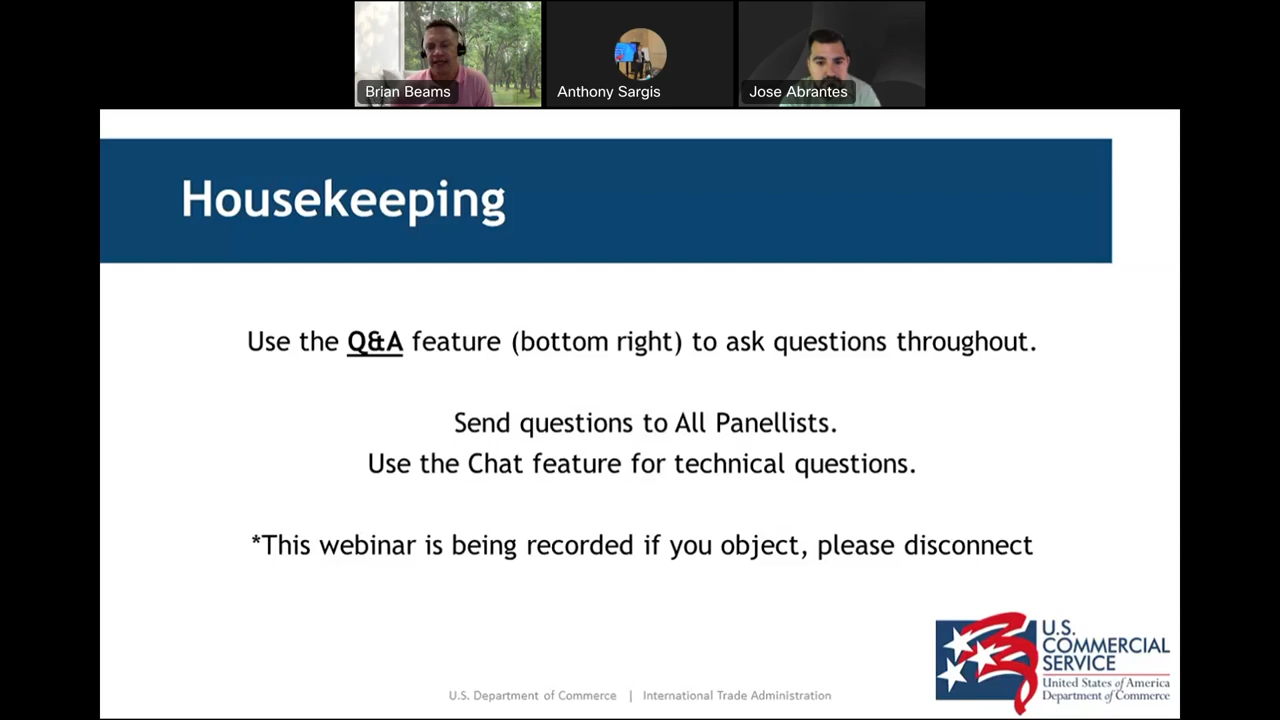 Brian Beams
Anthony Sargis
Jose Abrantes
Housekeeping
Use the Q&A feature (bottom right) to ask questions throughout.
Send questions to All Panellists.
Use the Chat feature for technical questions.
*This webinar is being recorded if you object, please disconnect
U.S.
COMMERCIAL
SERVICE
United States of America
Department of Commerce
U.S. Department of Commerce | International Trade Administration